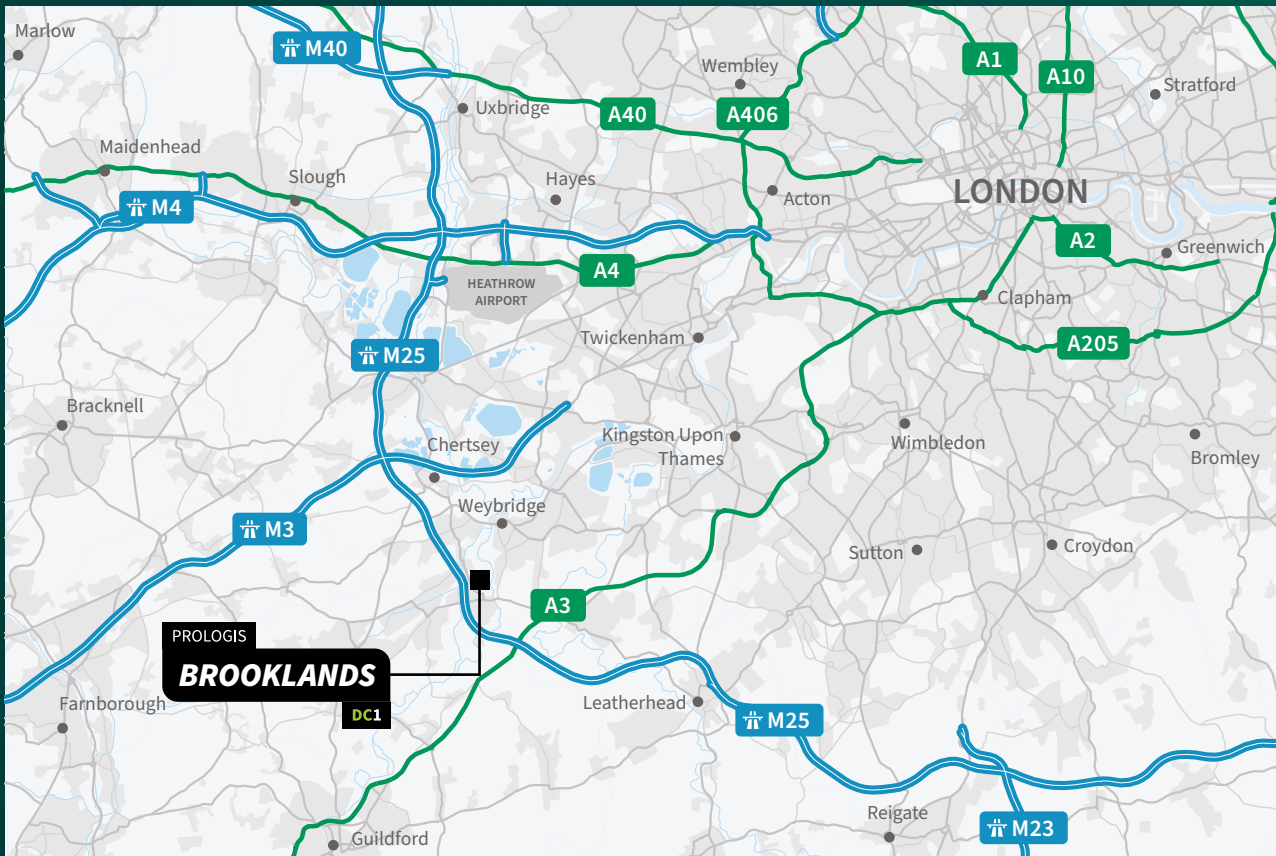 Marlow
M40
Wembley
A1
A10
Stratford
Uxbridge
A40
A406
Maidenhead
Slough
Hayes
Acton
LONDON
M4
A2
Greenwich
A4
HEATHROW
AIRPORT
Clapham
Twickenham
A205
M25
Bracknell
Chertsey
Kingston Upon
Thames
Wimbledon
Bromley
Weybridge
M3
Sutton
Croydon
A3
PROLOGIS
BROOKLANDS
DC1
Farnborough
Leatherhead
M25
Reigate
M23
Guildford